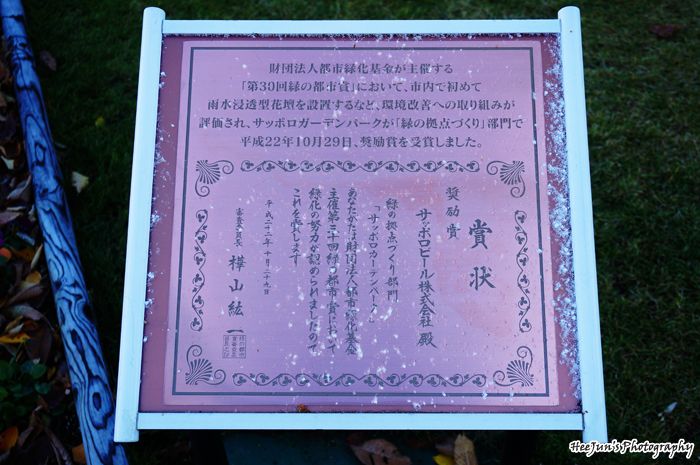 財団法人都市緑化基金が主催する
「第30回緑の都市賞」において、市内で初めて
雨水浸透型花壇を設置するなど、環境改善への取り組みが
評価され、サッポロガーデンパークが「緑の拠点づくり」部門で
平成22年10月29日、奨励賞を受賞しました。
賞状
奨励賞
サッポロビール株式会社殿
緑の拠点づくり部門
「サッポロガーデンパーク」
あなたがたは財団法人都市緑化基金
主催第三十回緑の都市賞において
緑化の努力が認められましたので
これを賞します
平成二十二年十月二十九日
審査委員長
樺山紘一
HeeJun'sPhotography